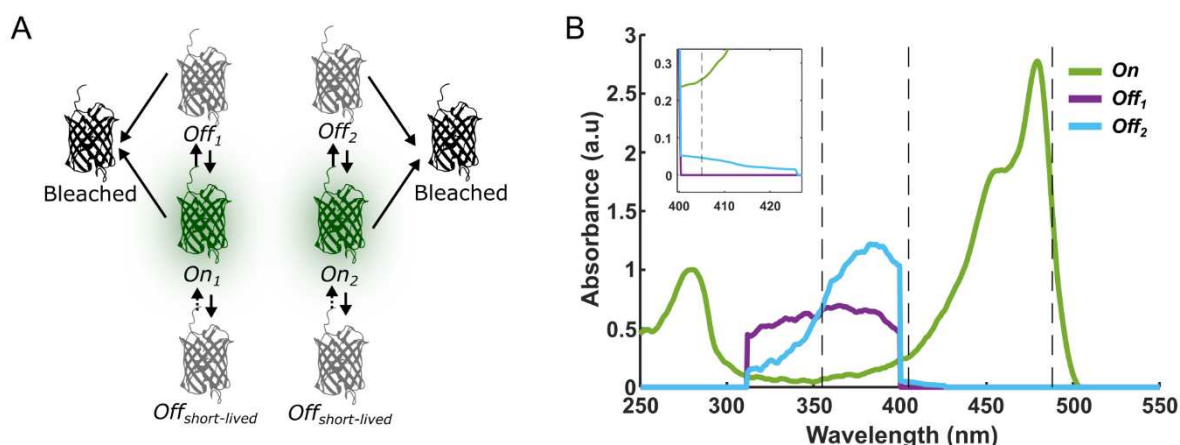 A
Off1
Off2
Bleached
Bleached
On1
On2
Offshort-lived
Offshort-lived
B
Absorbance (a.u)
3
2.5
2
1.5
1
0.5
0
0.3
0.2
0.1
0
400
410
420
On
Off1
Off2
250
300
350
400
450
500
550
Wavelength (nm)